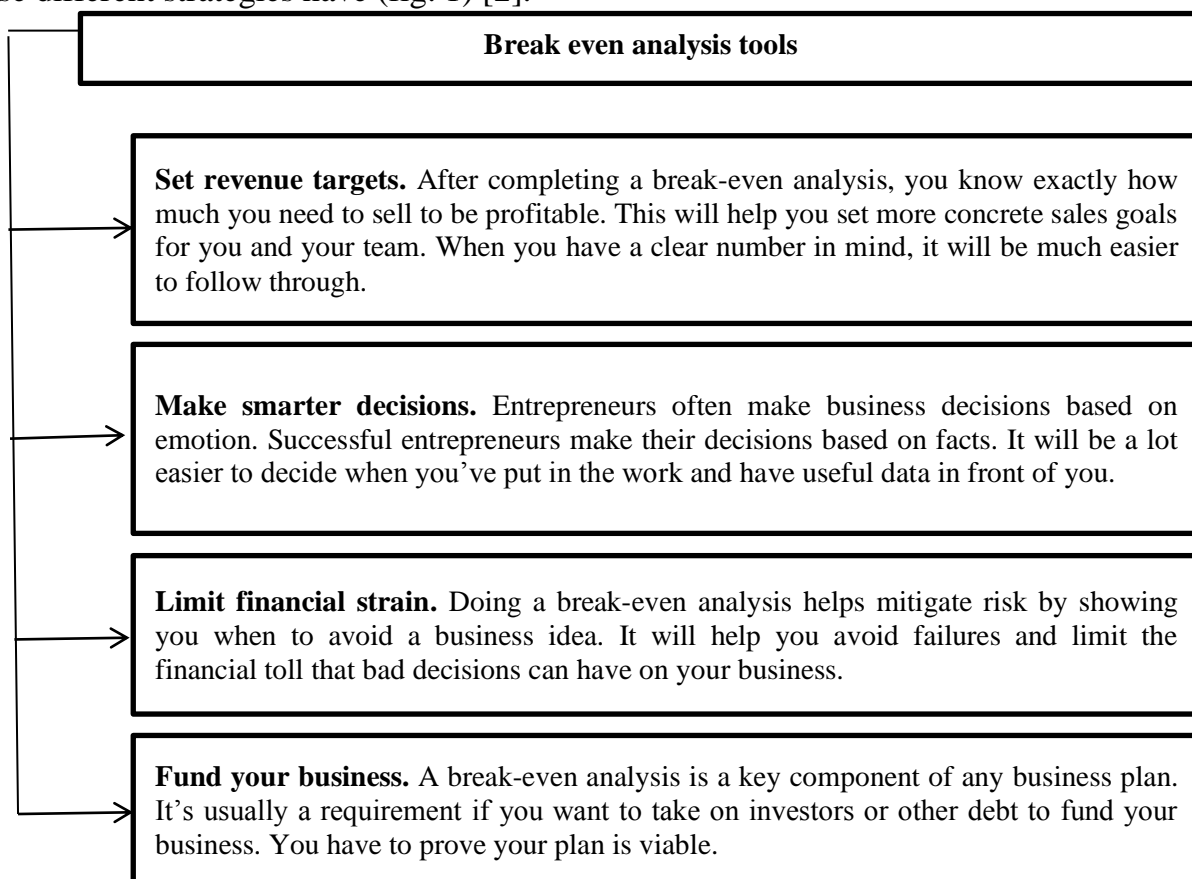 se different strategies have (fig. 1) [2].
Break even analysis tools
Set revenue targets. After completing a break-even analysis, you know exactly how
much you need to sell to be profitable. This will help you set more concrete sales goals
for you and your team. When you have a clear number in mind, it will be much easier
to follow through.
Make smarter decisions. Entrepreneurs often make business decisions based on
emotion. Successful entrepreneurs make their decisions based on facts. It will be a lot
easier to decide when you’ve put in the work and have useful data in front of you.
Limit financial strain. Doing a break-even analysis helps mitigate risk by showing
you when to avoid a business idea. It will help you avoid failures and limit the
financial toll that bad decisions can have on your business.
Fund your business. A break-even analysis is a key component of any business plan.
It’s usually a requirement if you want to take on investors or other debt to fund your
business. You have to prove your plan is viable.